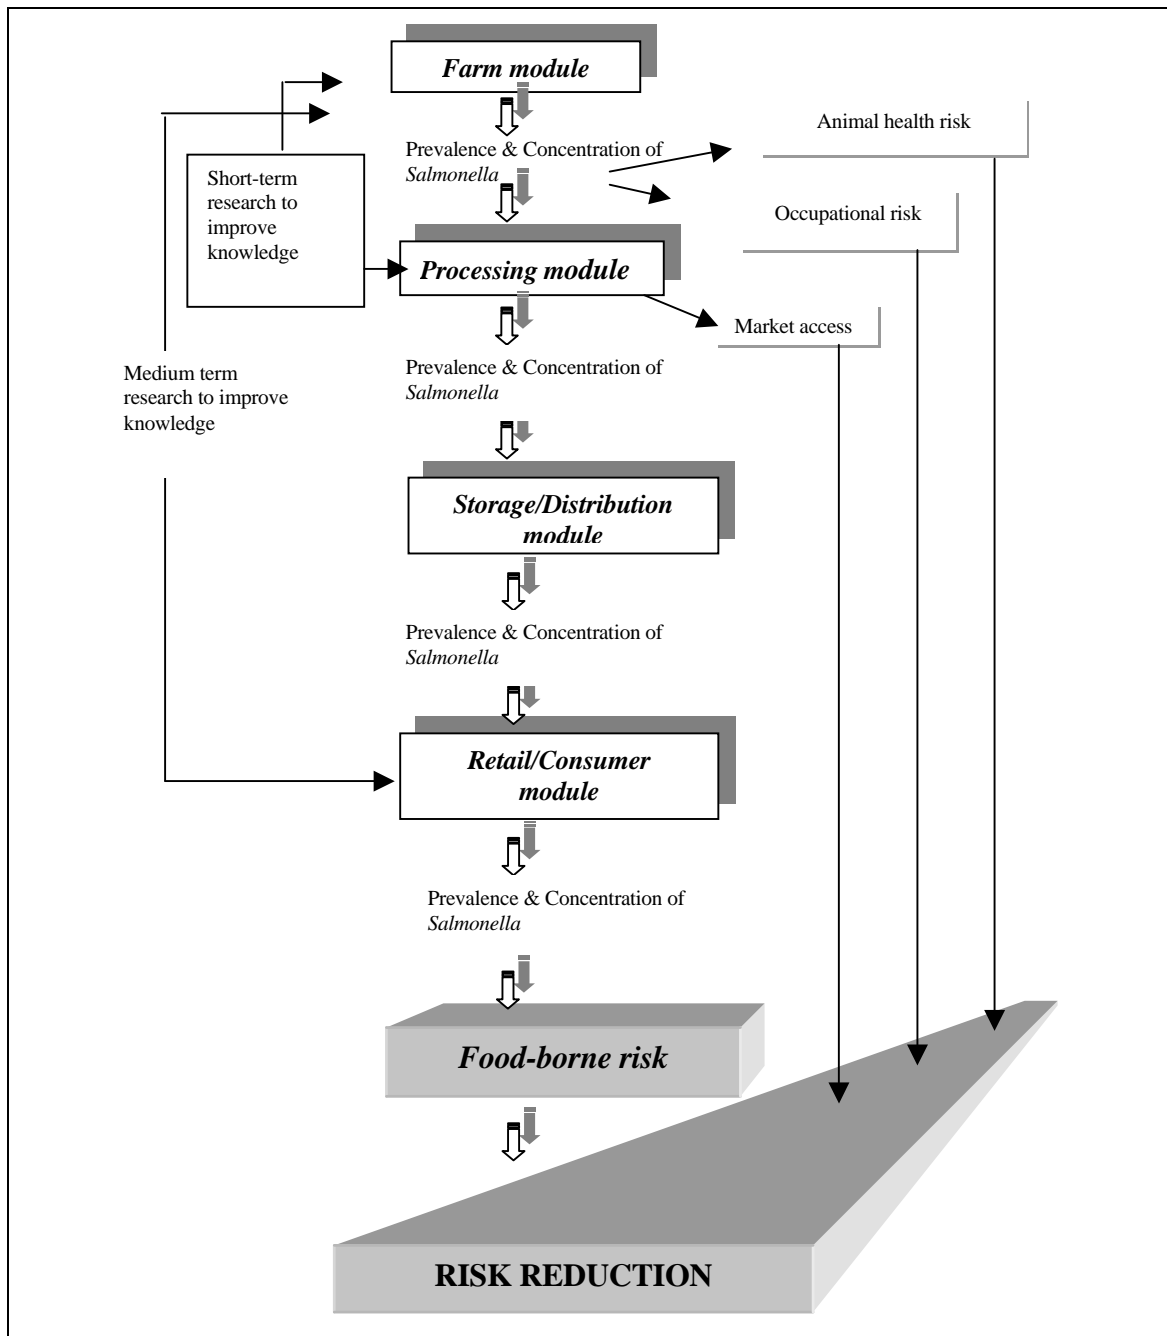 Farm module
Animal health risk
Prevalence & Concentration of
Salmonella
Short-term
research to
improve
knowledge
Occupational risk
Processing module
Market access
Prevalence & Concentration of
Salmonella
Medium term
research to improve
knowledge
Storage/Distribution
module
Prevalence & Concentration of
Salmonella
Retail/Consumer
module
Prevalence & Concentration of
Salmonella
Food-borne risk
RISK REDUCTION